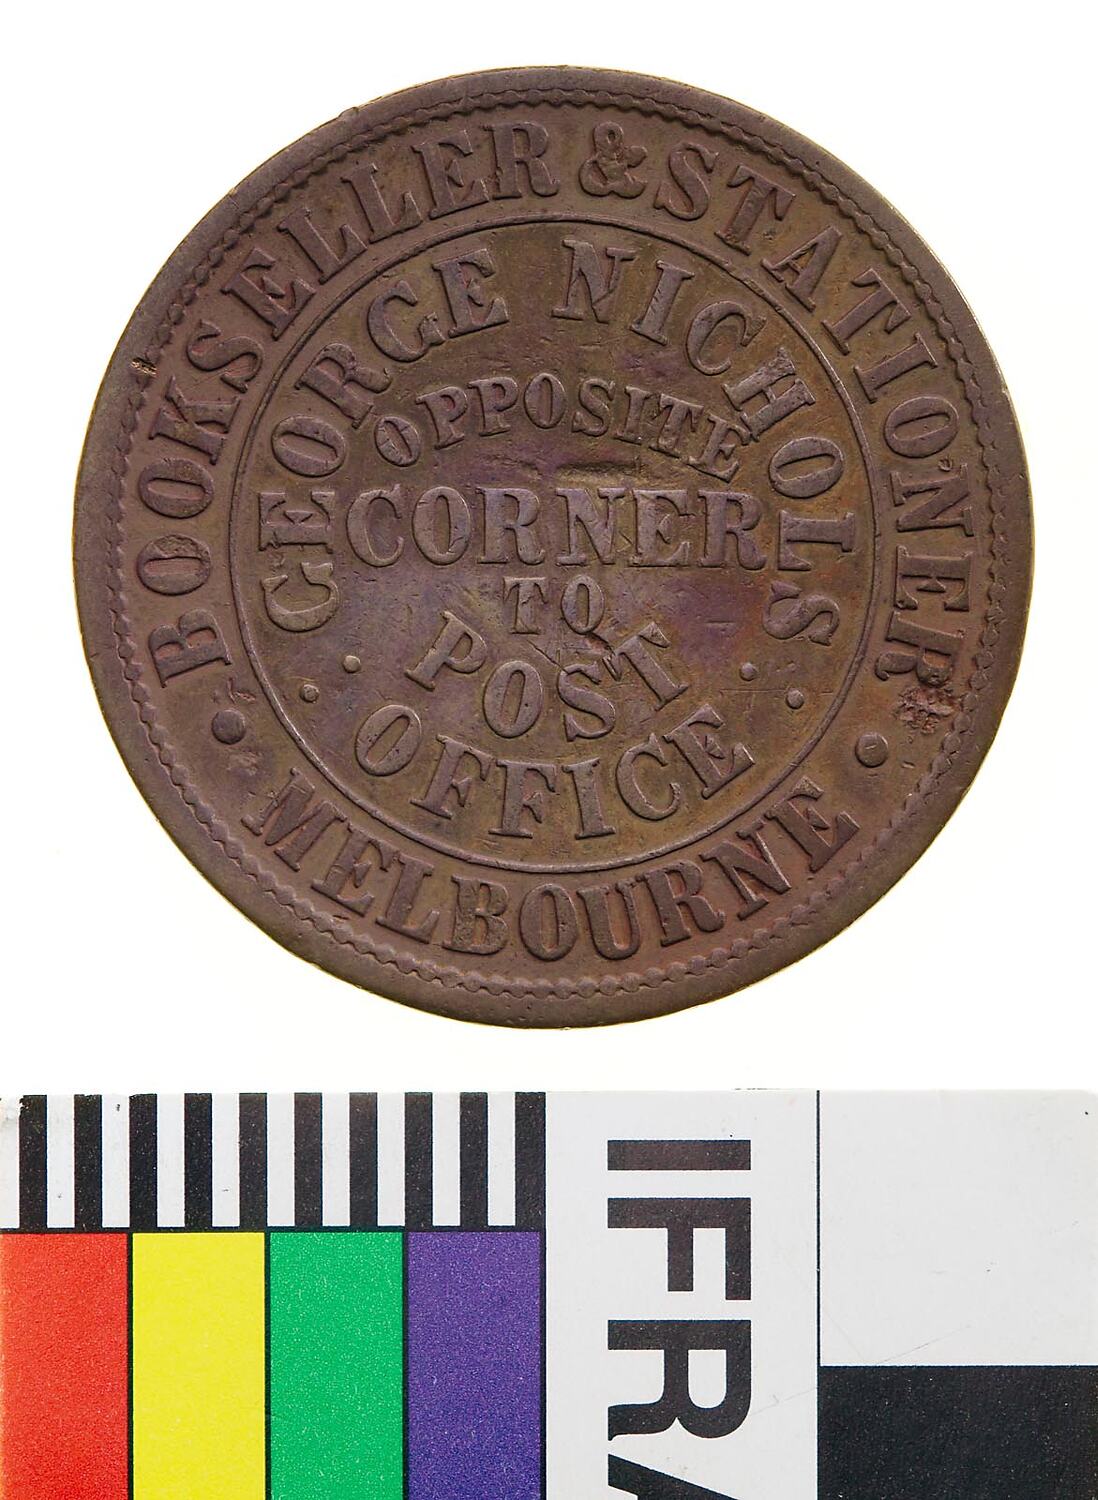 BOOKSELLER & STATIONER
• MELBOURNE •
GEORGE NICHOLS
OPPOSITE
CORNER
TO
POST
OFFICE
IFRA